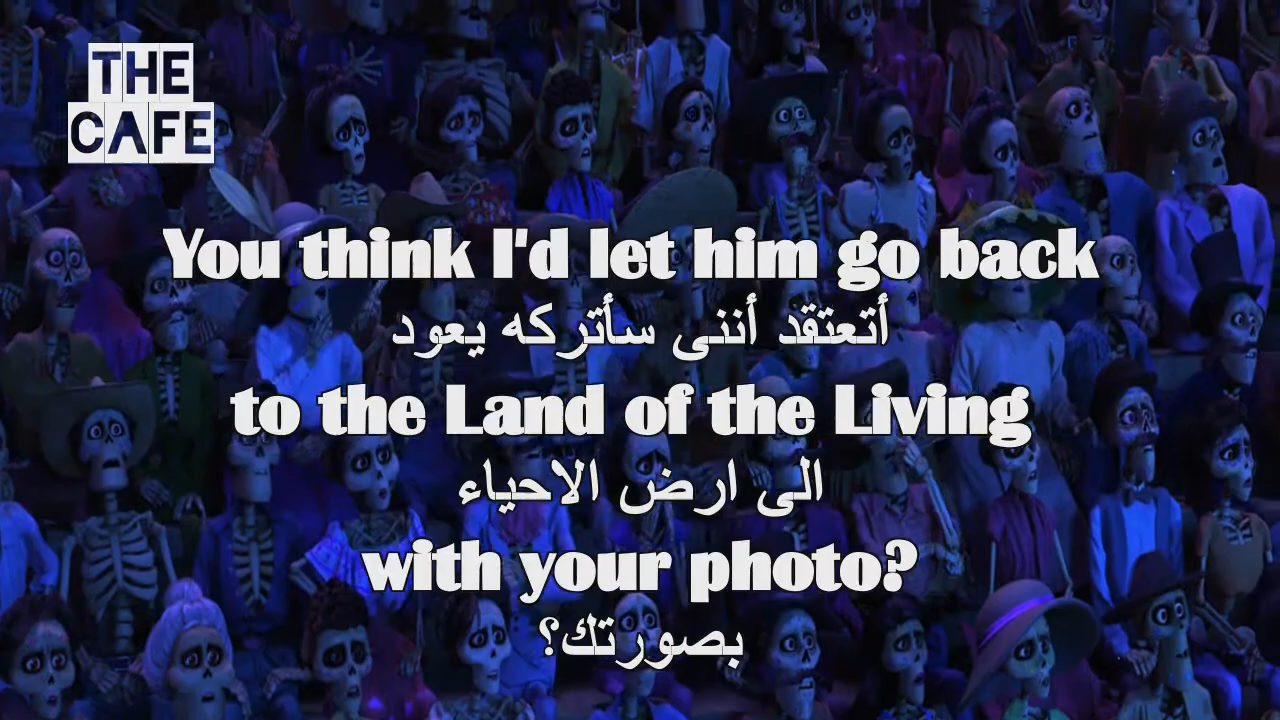 THE
CAFE
You think I'd let him go back
أتعتقد أننى سأتركه يعود
to the Land of the Living
الى ارض الاحياء
with your photo?
بصورتك؟